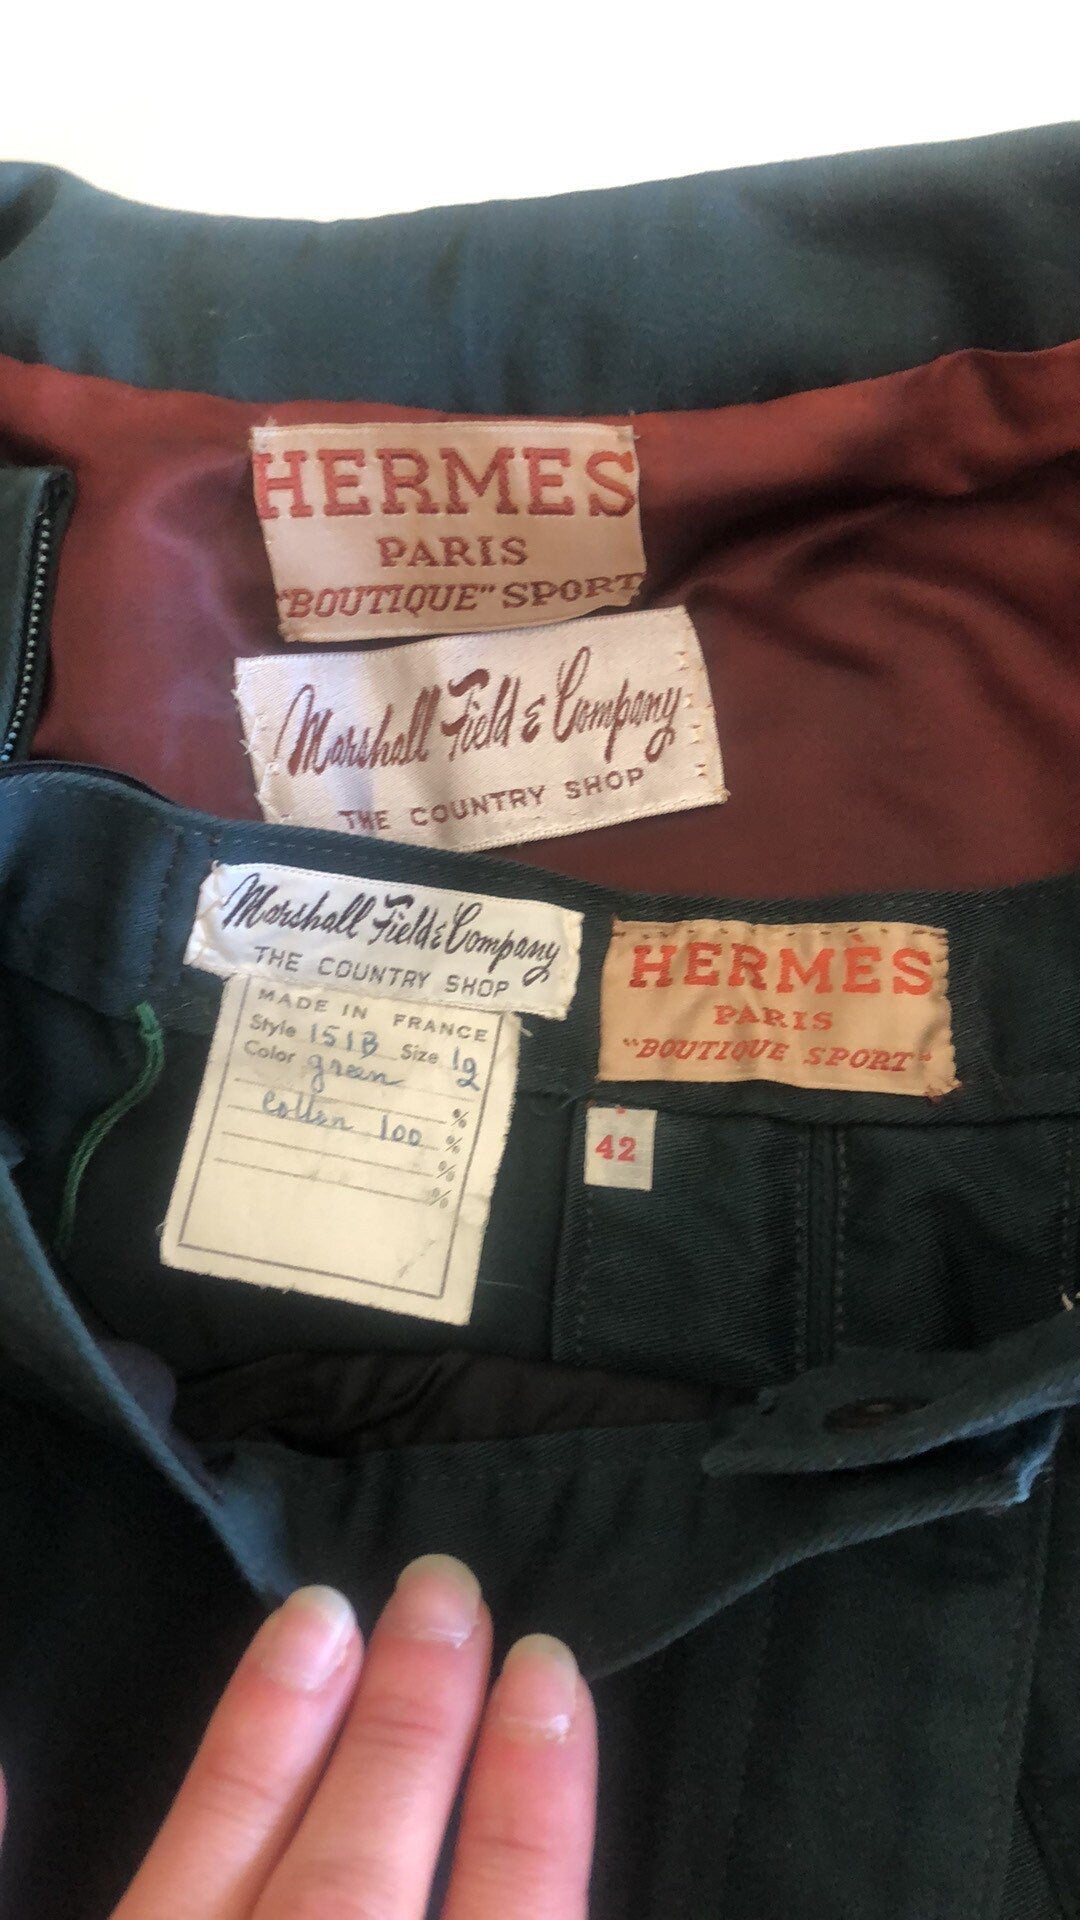 HERMES
PARIS
"BOUTIQUE" SPORT
Marshall Field & Company
THE COUNTRY SHOP
Marshall Field & Company
THE COUNTRY SHOP
MADE IN FRANCE
Style 151B Size 12
Color green
%
Cotton 100 %
%
%
HERMÈS
PARIS
"BOUTIQUE SPORT"
42